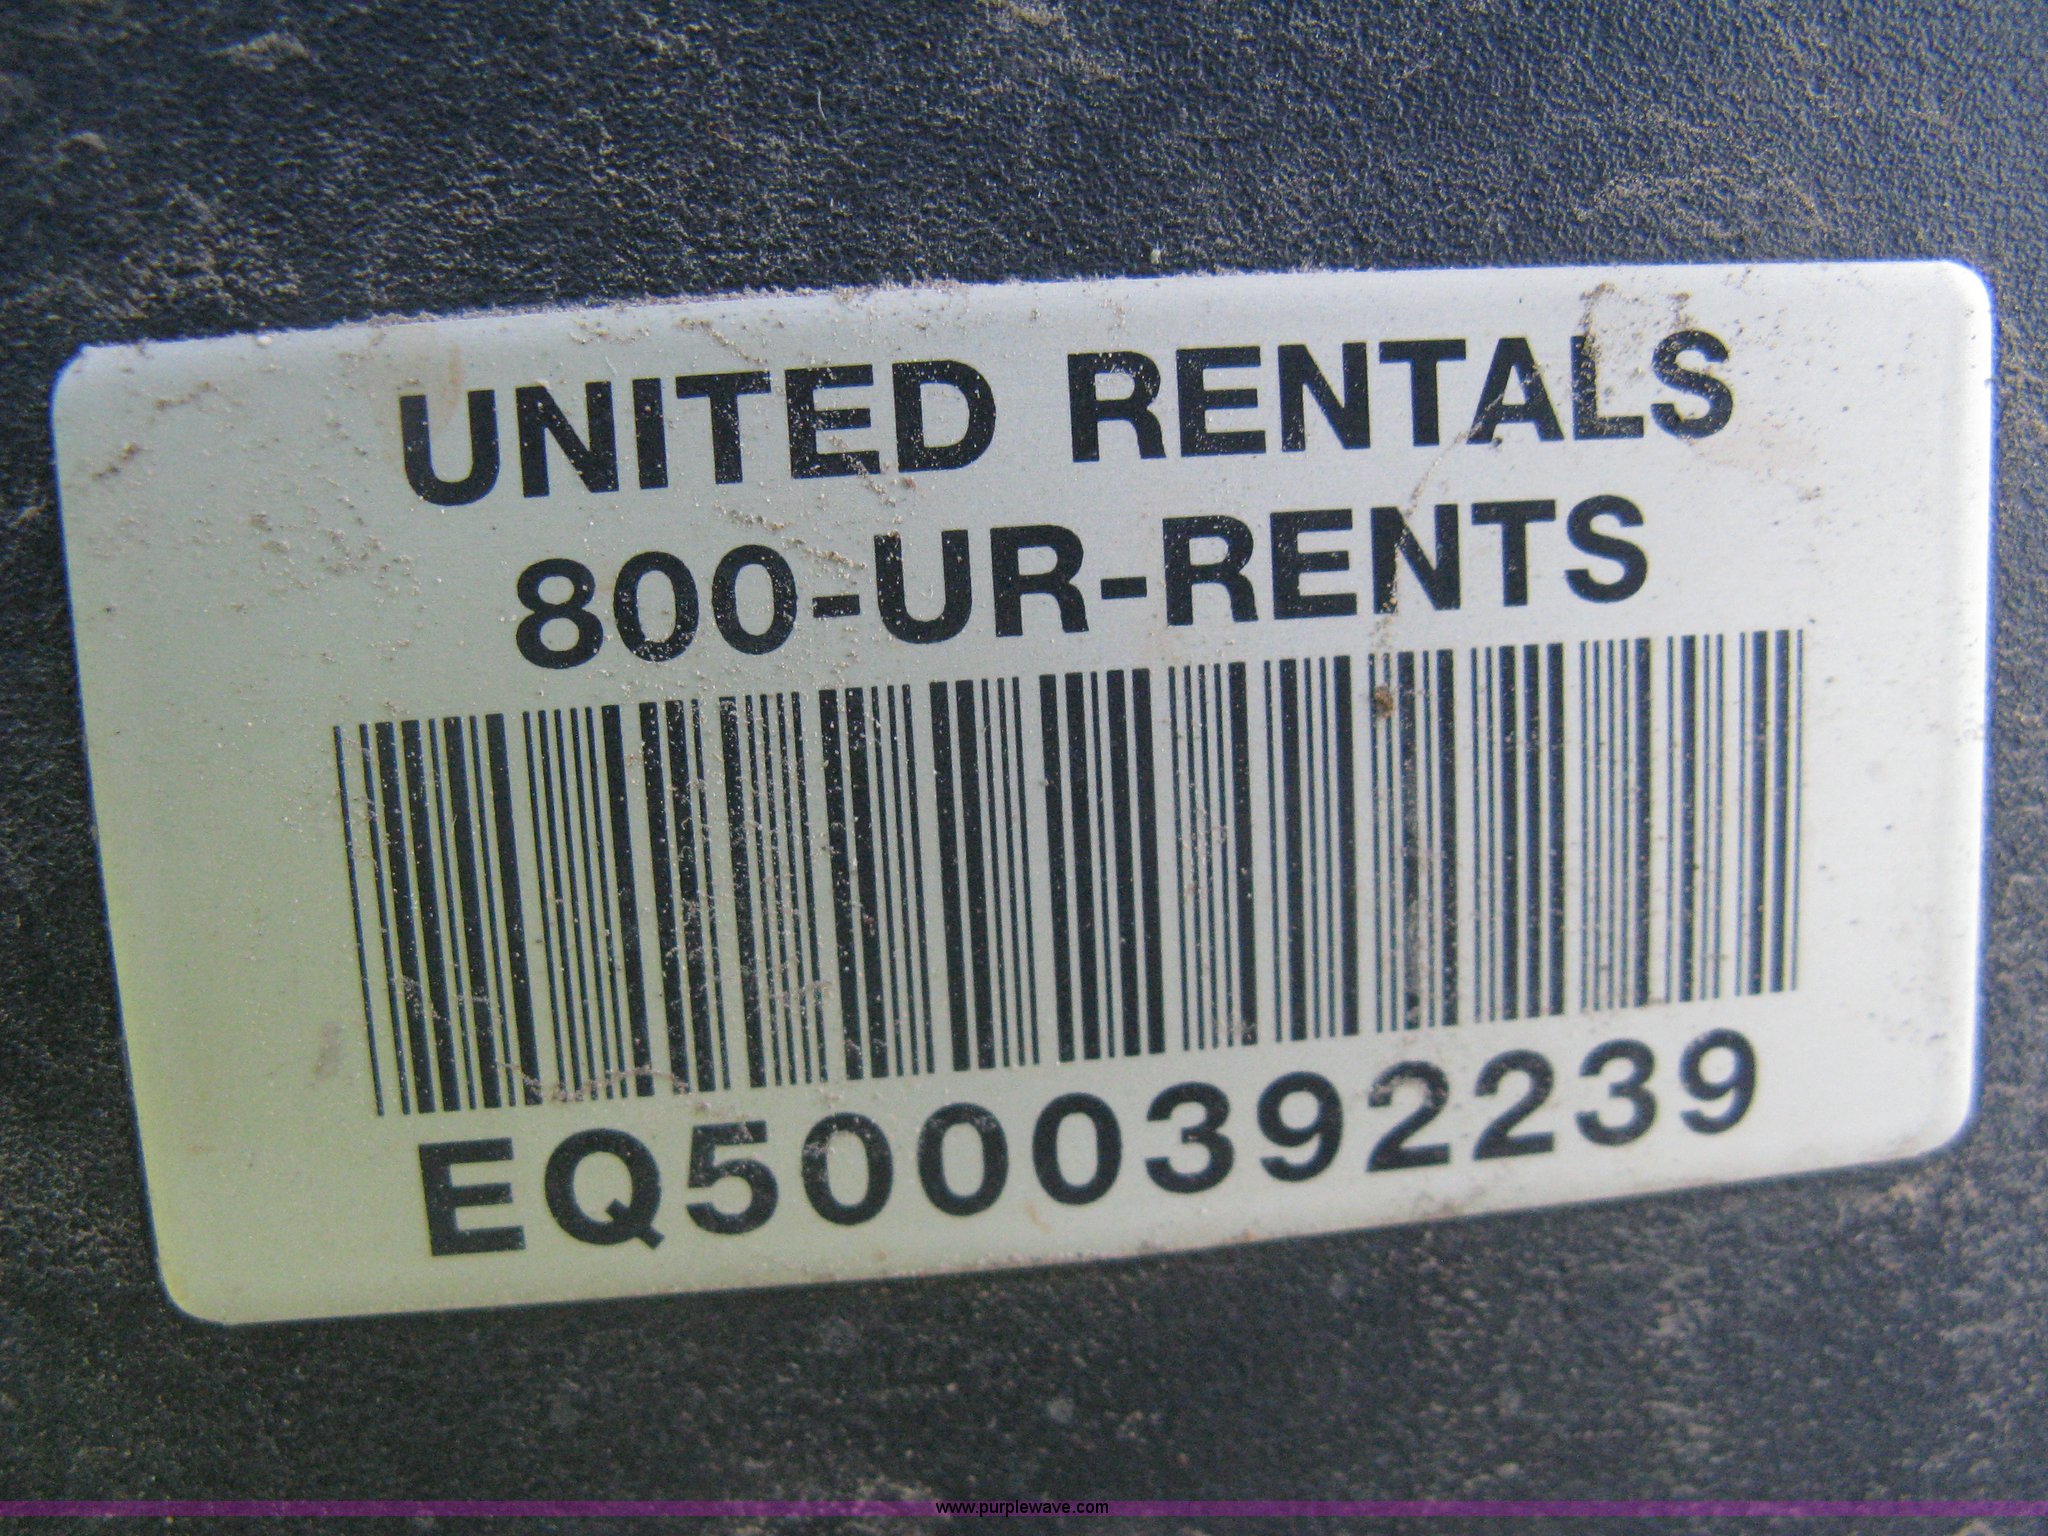 UNITED RENTALS
800-UR-RENTS
EQ5000392239
www.purplewave.com